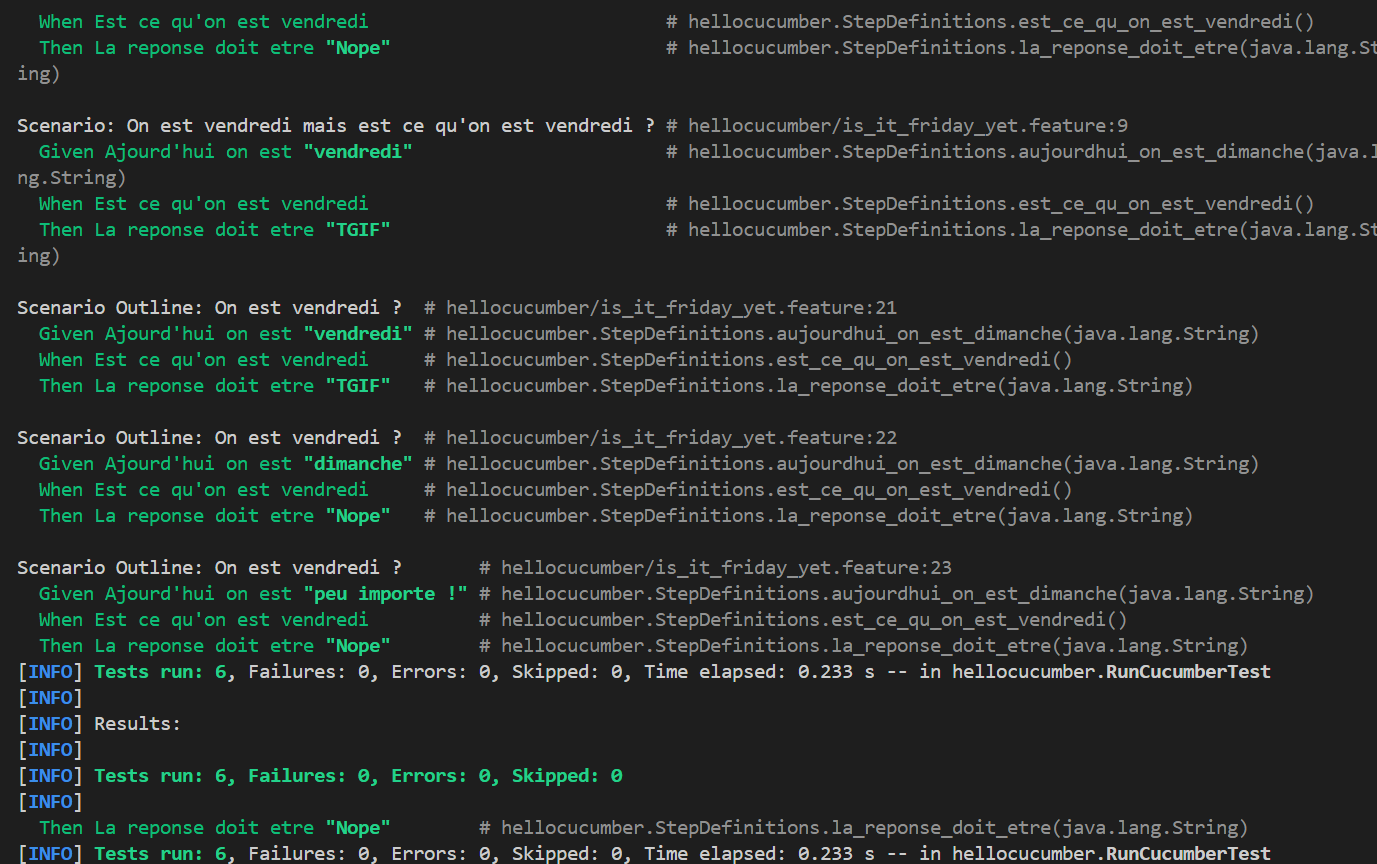 When Est ce qu'on est vendredi # hellocucumber.StepDefinitions.est_ce_qu_on_est_vendredi()
Then La reponse doit etre "Nope" # hellocucumber.StepDefinitions.la_reponse_doit_etre(java.lang.St
ing)
Scenario: On est vendredi mais est ce qu'on est vendredi ? # hellocucumber/is_it_friday_yet.feature:9
Given Ajourd'hui on est "vendredi" # hellocucumber.StepDefinitions.aujourdhui_on_est_dimanche(java.l
ng.String)
When Est ce qu'on est vendredi # hellocucumber.StepDefinitions.est_ce_qu_on_est_vendredi()
Then La reponse doit etre "TGIF" # hellocucumber.StepDefinitions.la_reponse_doit_etre(java.lang.St
ing)
Scenario Outline: On est vendredi ? # hellocucumber/is_it_friday_yet.feature:21
Given Ajourd'hui on est "vendredi" # hellocucumber.StepDefinitions.aujourdhui_on_est_dimanche(java.lang.String)
When Est ce qu'on est vendredi # hellocucumber.StepDefinitions.est_ce_qu_on_est_vendredi()
Then La reponse doit etre "TGIF" # hellocucumber.StepDefinitions.la_reponse_doit_etre(java.lang.String)
Scenario Outline: On est vendredi ? # hellocucumber/is_it_friday_yet.feature:22
Given Ajourd'hui on est "dimanche" # hellocucumber.StepDefinitions.aujourdhui_on_est_dimanche(java.lang.String)
When Est ce qu'on est vendredi # hellocucumber.StepDefinitions.est_ce_qu_on_est_vendredi()
Then La reponse doit etre "Nope" # hellocucumber.StepDefinitions.la_reponse_doit_etre(java.lang.String)
Scenario Outline: On est vendredi ? # hellocucumber/is_it_friday_yet.feature:23
Given Ajourd'hui on est "peu importe !" # hellocucumber.StepDefinitions.aujourdhui_on_est_dimanche(java.lang.String)
When Est ce qu'on est vendredi # hellocucumber.StepDefinitions.est_ce_qu_on_est_vendredi()
Then La reponse doit etre "Nope" # hellocucumber.StepDefinitions.la_reponse_doit_etre(java.lang.String)
[INFO] Tests run: 6, Failures: 0, Errors: 0, Skipped: 0, Time elapsed: 0.233 s -- in hellocucumber.RunCucumberTest
[INFO]
[INFO] Results:
[INFO]
[INFO] Tests run: 6, Failures: 0, Errors: 0, Skipped: 0
[INFO]
Then La reponse doit etre "Nope" # hellocucumber.StepDefinitions.la_reponse_doit_etre(java.lang.String)
[INFO] Tests run: 6, Failures: 0, Errors: 0, Skipped: 0, Time elapsed: 0.233 s -- in hellocucumber.RunCucumberTest